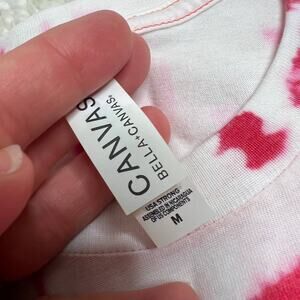 CANVAS
BELLA+CANVAS.
USA STRONG
ASSEMBLED IN NICARAGUA
OF US COMPONENTS
M